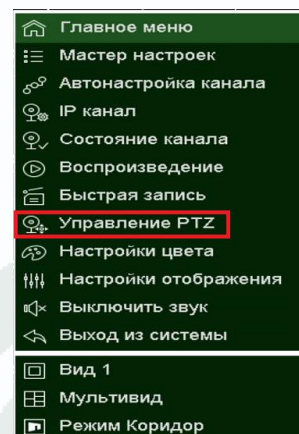 Главное меню
Мастер настроек
Автонастройка канала
IP канал
Состояние канала
Воспроизведение
Быстрая запись
Управление PTZ
Настройки цвета
Настройки отображения
Выключить звук
Выход из системы
Вид 1
Мультивид
Режим Коридор